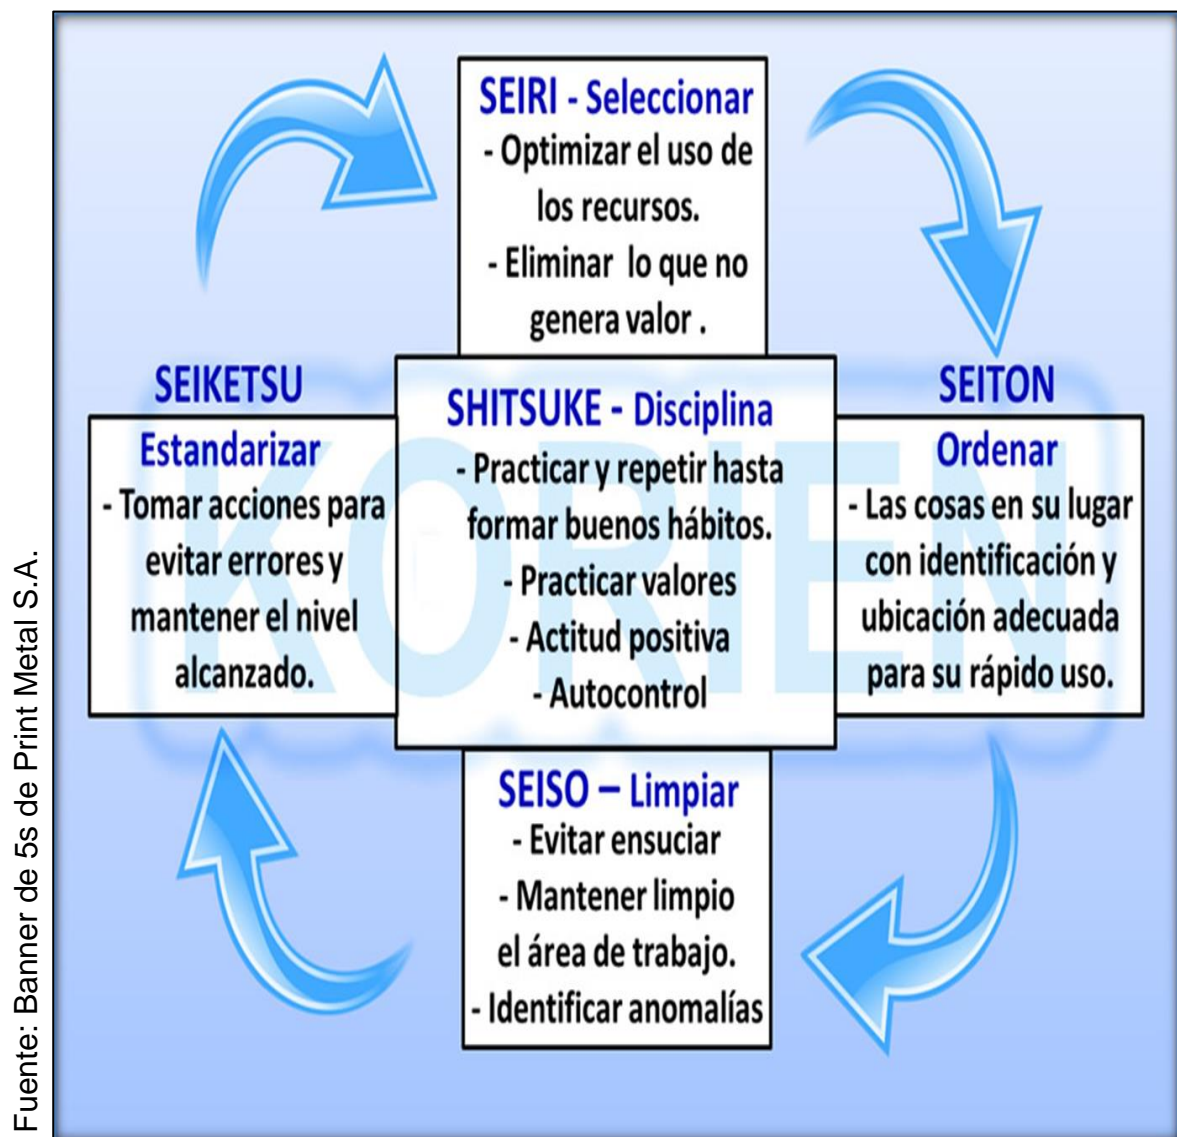 SEIRI - Seleccionar
- Optimizar el uso de
los recursos.
- Eliminar lo que no
genera valor .
SEIKETSU
Estandarizar
- Tomar acciones para
evitar errores y
mantener el nivel
alcanzado.
SHITSUKE - Disciplina
- Practicar y repetir hasta
formar buenos hábitos.
- Practicar valores
- Actitud positiva
- Autocontrol
SEITON
Ordenar
- Las cosas en su lugar
con identificación y
ubicación adecuada
para su rápido uso.
SEISO – Limpiar
- Evitar ensuciar
- Mantener limpio
el área de trabajo.
- Identificar anomalías
KORIEN
Fuente: Banner de 5s de Print Metal S.A.